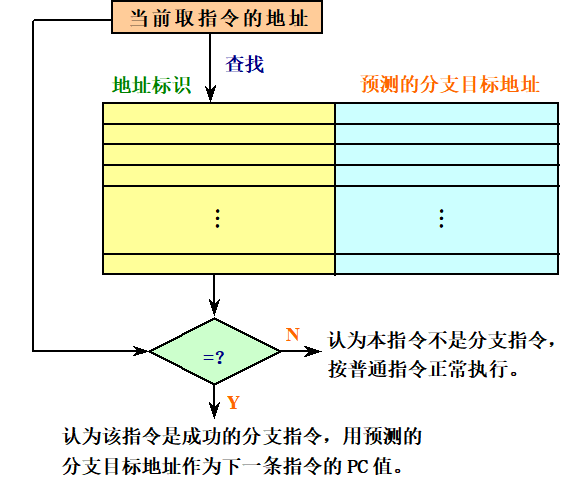 当前取指令的地址
查找
地址标识
预测的分支目标地址
⋮
⋮
=?
N
认为本指令不是分支指令，
按普通指令正常执行。
Y
认为该指令是成功的分支指令，用预测的
分支目标地址作为下一条指令的 PC 值。